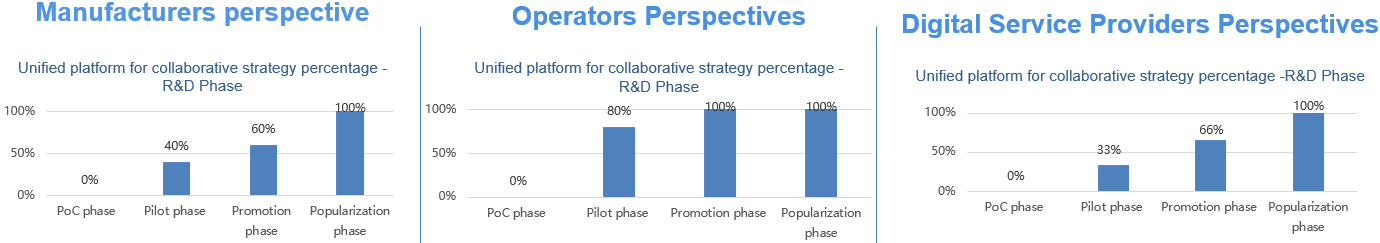 Manufacturers perspective
Unified platform for collaborative strategy percentage -
R&D Phase
100%
50%
0%
0%
40%
60%
100%
PoC phase
Pilot phase
Promotion
phase
Popularization
phase
Operators Perspectives
Unified platform for collaborative strategy percentage -
R&D Phase
100%
50%
0%
0%
80%
100%
100%
PoC phase
Pilot phase
Promotion phase
Popularization
phase
Digital Service Providers Perspectives
Unified platform for collaborative strategy percentage -R&D Phase
100%
50%
0%
0%
33%
66%
100%
PoC phase
Pilot phase
Promotion phase
Popularization
phase